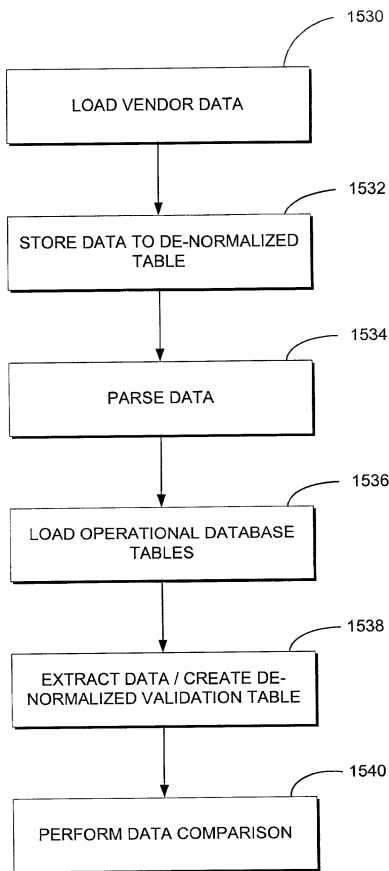 1530
LOAD VENDOR DATA
1532
STORE DATA TO DE-NORMALIZED
TABLE
1534
PARSE DATA
1536
LOAD OPERATIONAL DATABASE
TABLES
1538
EXTRACT DATA / CREATE DE-
NORMALIZED VALIDATION TABLE
1540
PERFORM DATA COMPARISON